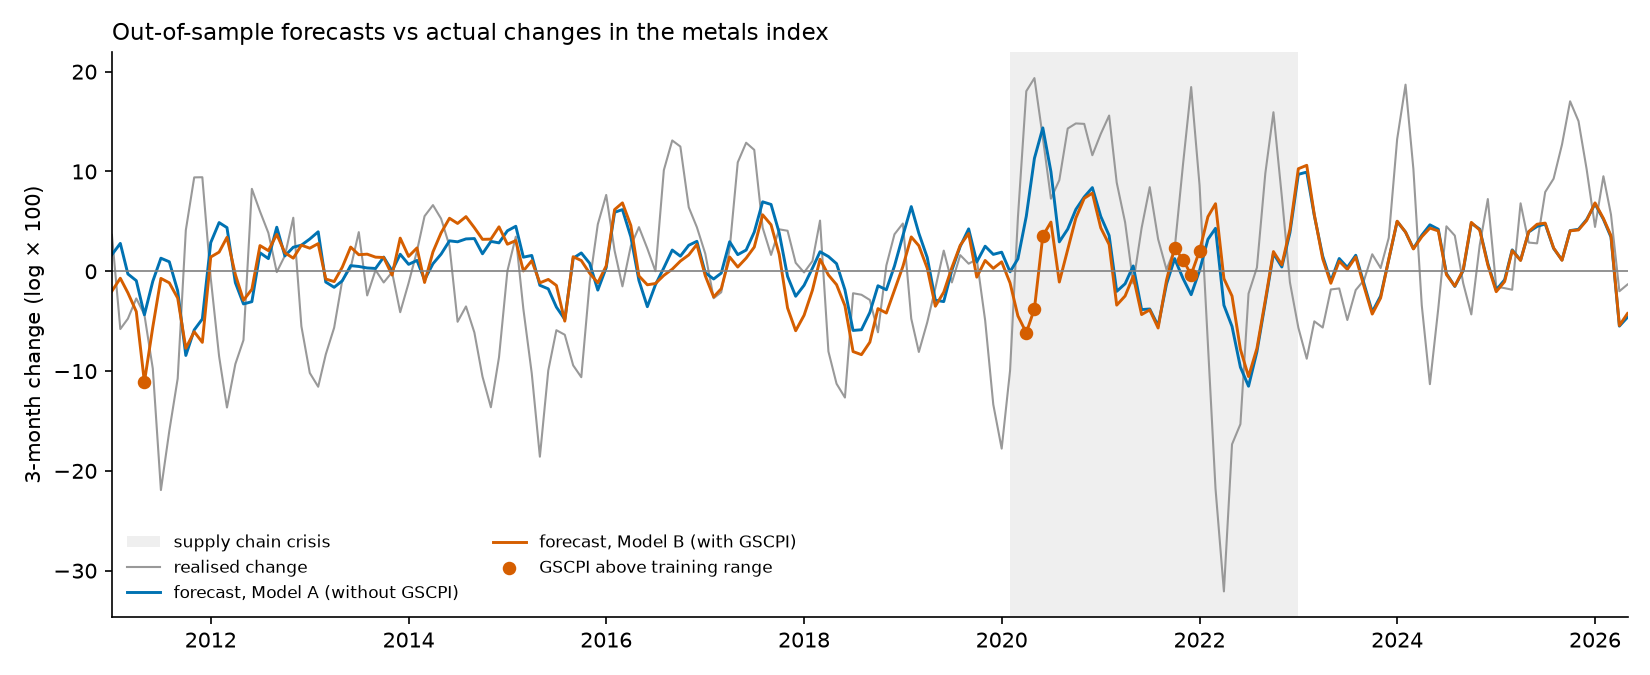 Out-of-sample forecasts vs actual changes in the metals index
3-month change (log × 100)
20
10
0
−10
−20
−30
supply chain crisis
realised change
forecast, Model A (without GSCPI)
forecast, Model B (with GSCPI)
GSCPI above training range
2012
2014
2016
2018
2020
2022
2024
2026